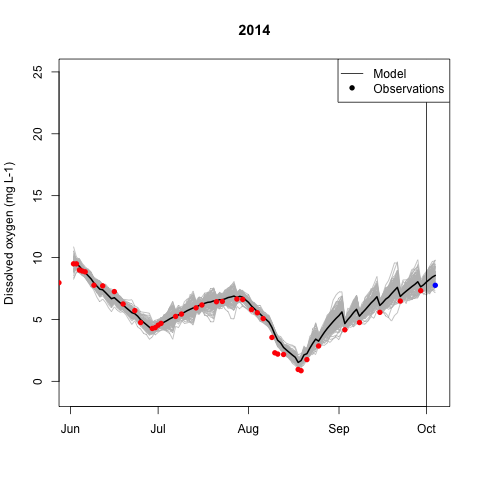 2014
Dissolved oxygen (mg L-1)
25
20
15
10
5
0
Model
Observations
Jun
Jul
Aug
Sep
Oct